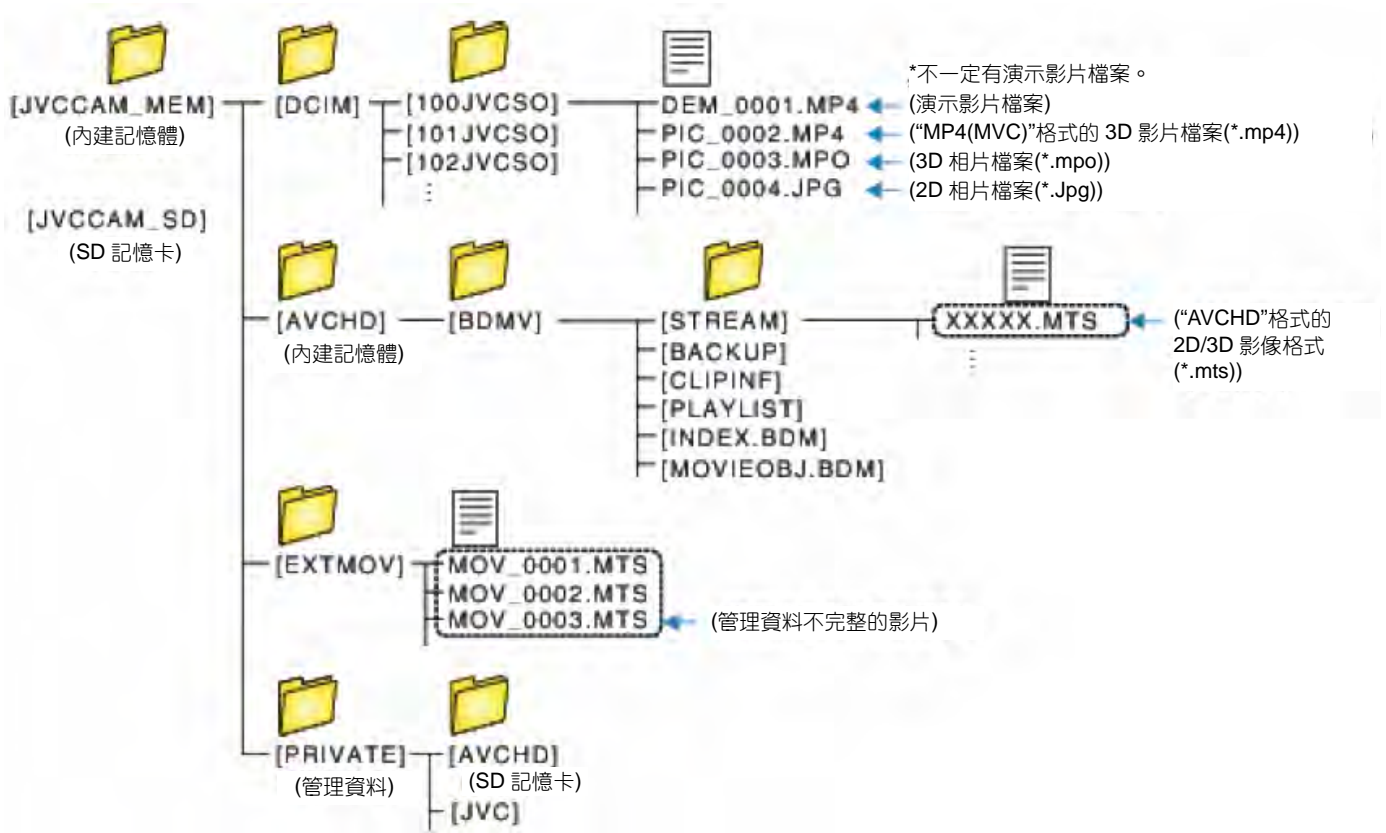 *不一定有演示影片檔案。
[JVCCAM_MEM]
(內建記憶體)
[JVCCAM_SD]
(SD 記憶卡)
[DCIM]
[100JVCSO]
[101JVCSO]
[102JVCSO]
DEM_0001.MP4
(演示影片檔案)
PIC_0002.MP4
(“MP4(MVC)”格式的 3D 影片檔案(*.mp4))
PIC_0003.MPO
(3D 相片檔案(*.mpo))
PIC_0004.JPG
(2D 相片檔案(*.Jpg))
[AVCHD]
(內建記憶體)
[BDMV]
[STREAM]
[BACKUP]
[CLIPINF]
[PLAYLIST]
[INDEX.BDM]
[MOVIEOBJ.BDM]
XXXXX.MTS
(“AVCHD”格式的
2D/3D 影像格式
(*.mts))
[EXTMOV]
MOV_0001.MTS
MOV_0002.MTS
MOV_0003.MTS
(管理資料不完整的影片)
[PRIVATE]
(管理資料)
[AVCHD]
(SD 記憶卡)
[JVC]